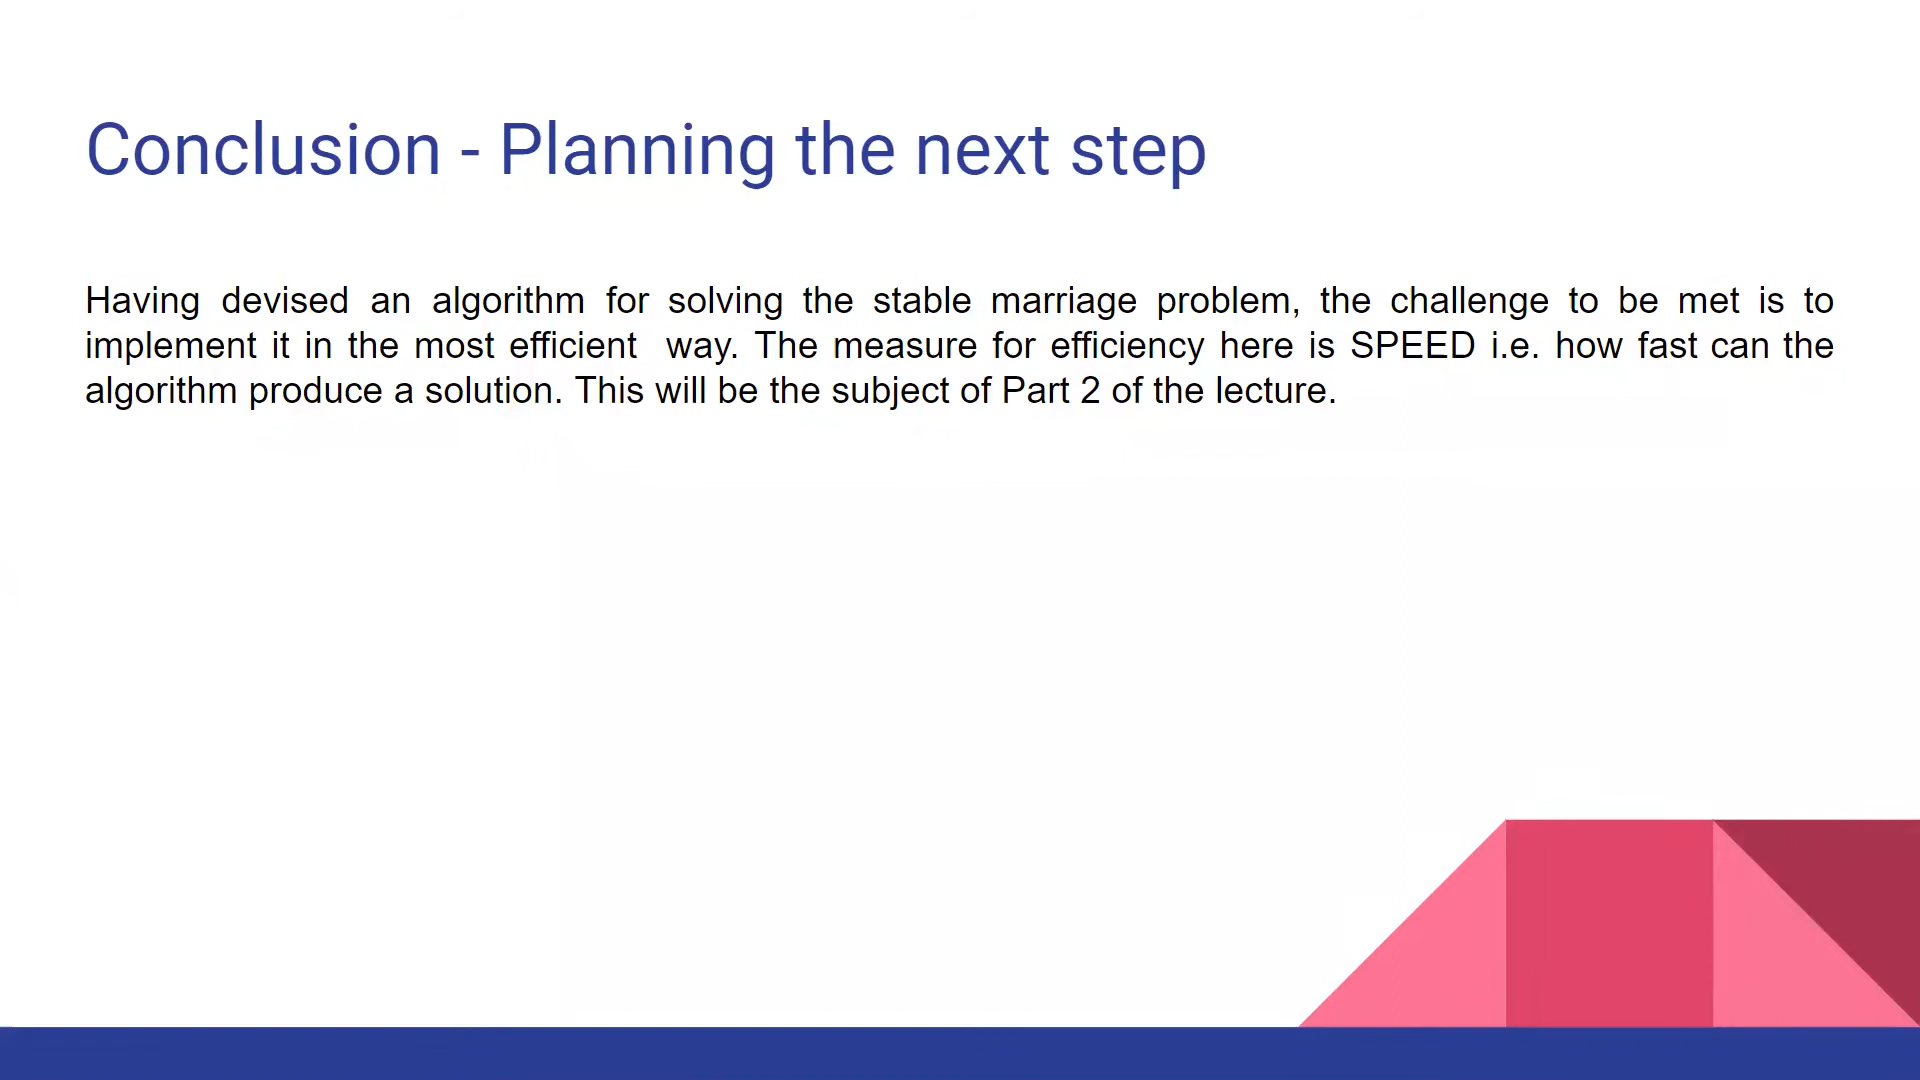 Conclusion - Planning the next step
Having devised an algorithm for solving the stable marriage problem, the challenge to be met is to
implement it in the most efficient  way. The measure for efficiency here is SPEED i.e. how fast can the
algorithm produce a solution. This will be the subject of Part 2 of the lecture.